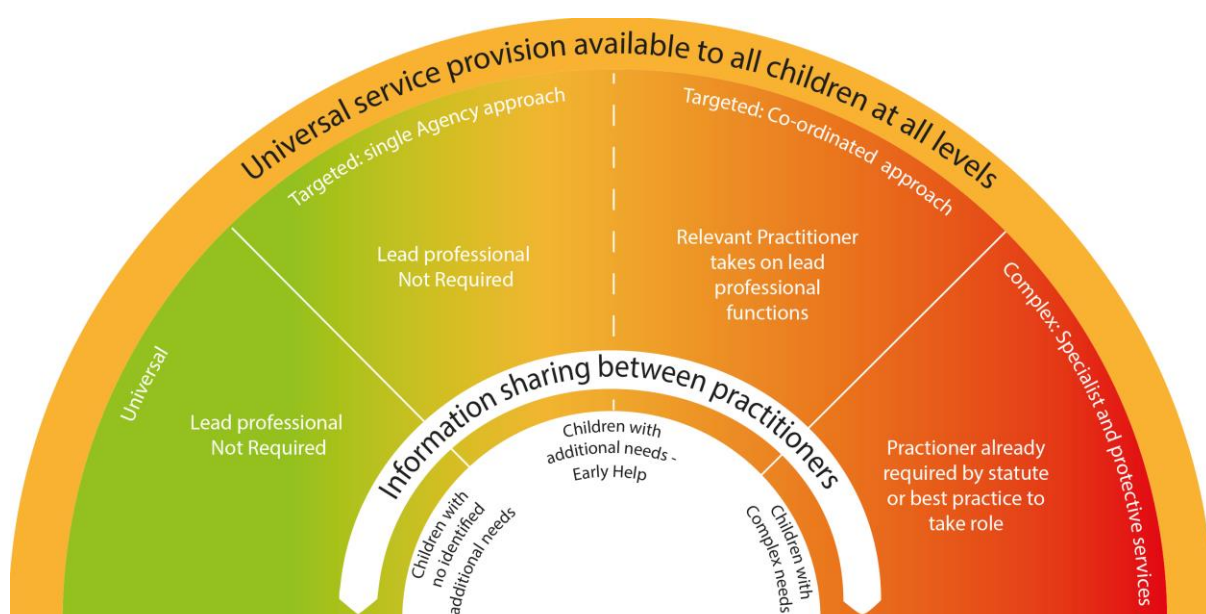 Universal service provision available to all children at all levels
Targeted: single Agency approach
Targeted: Co-ordinated approach
Universal
Complex: Specialist and protective services
Lead professional
Not Required
Lead professional
Not Required
Relevant Practitioner
takes on lead
professional
functions
Practioner already
required by statute
or best practice to
take role
Information sharing between practitioners
Children with
no identified
additional needs
Children with
additional needs -
Early Help
Children with
Complex needs